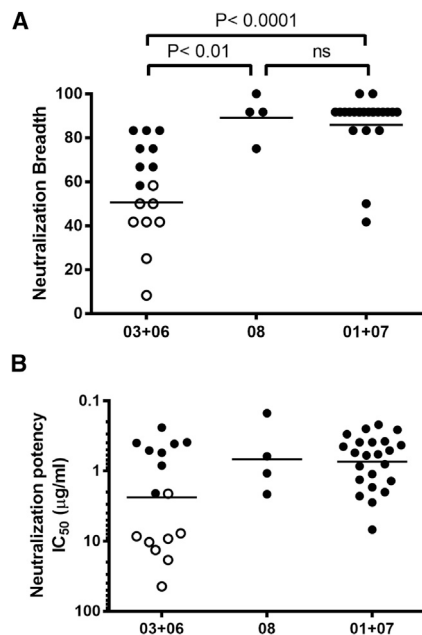 A
P< 0.0001
P< 0.01 ns
Neutralization Breadth
100
80
60
40
20
0
03+06 08 01+07
B
Neutralization potency
IC50 (μg/ml)
0.1
1
10
100
03+06 08 01+07